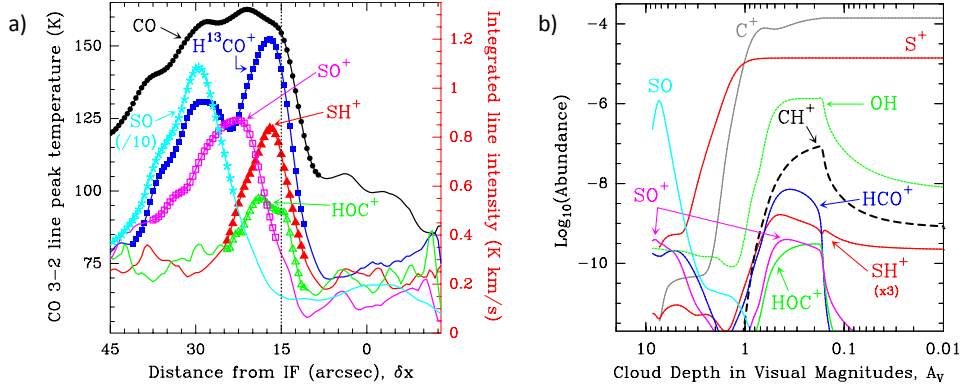 a)
CO 3-2 line peak temperature (K)
150
125
100
75
CO
H¹³CO⁺
SO⁺
SO
(/10)
SH⁺
HOC⁺
45
30
15
0
Distance from IF (arcsec), δx
1.2
1
0.8
0.6
0.4
0.2
0
Integrated line intensity (K km/s)
b)
Log₁₀(Abundance)
−4
−6
−8
−10
C⁺
S⁺
SO
OH
CH⁺
SO⁺
HCO⁺
SH⁺
(x3)
HOC⁺
10
1
0.1
0.01
Cloud Depth in Visual Magnitudes, Aᵥ